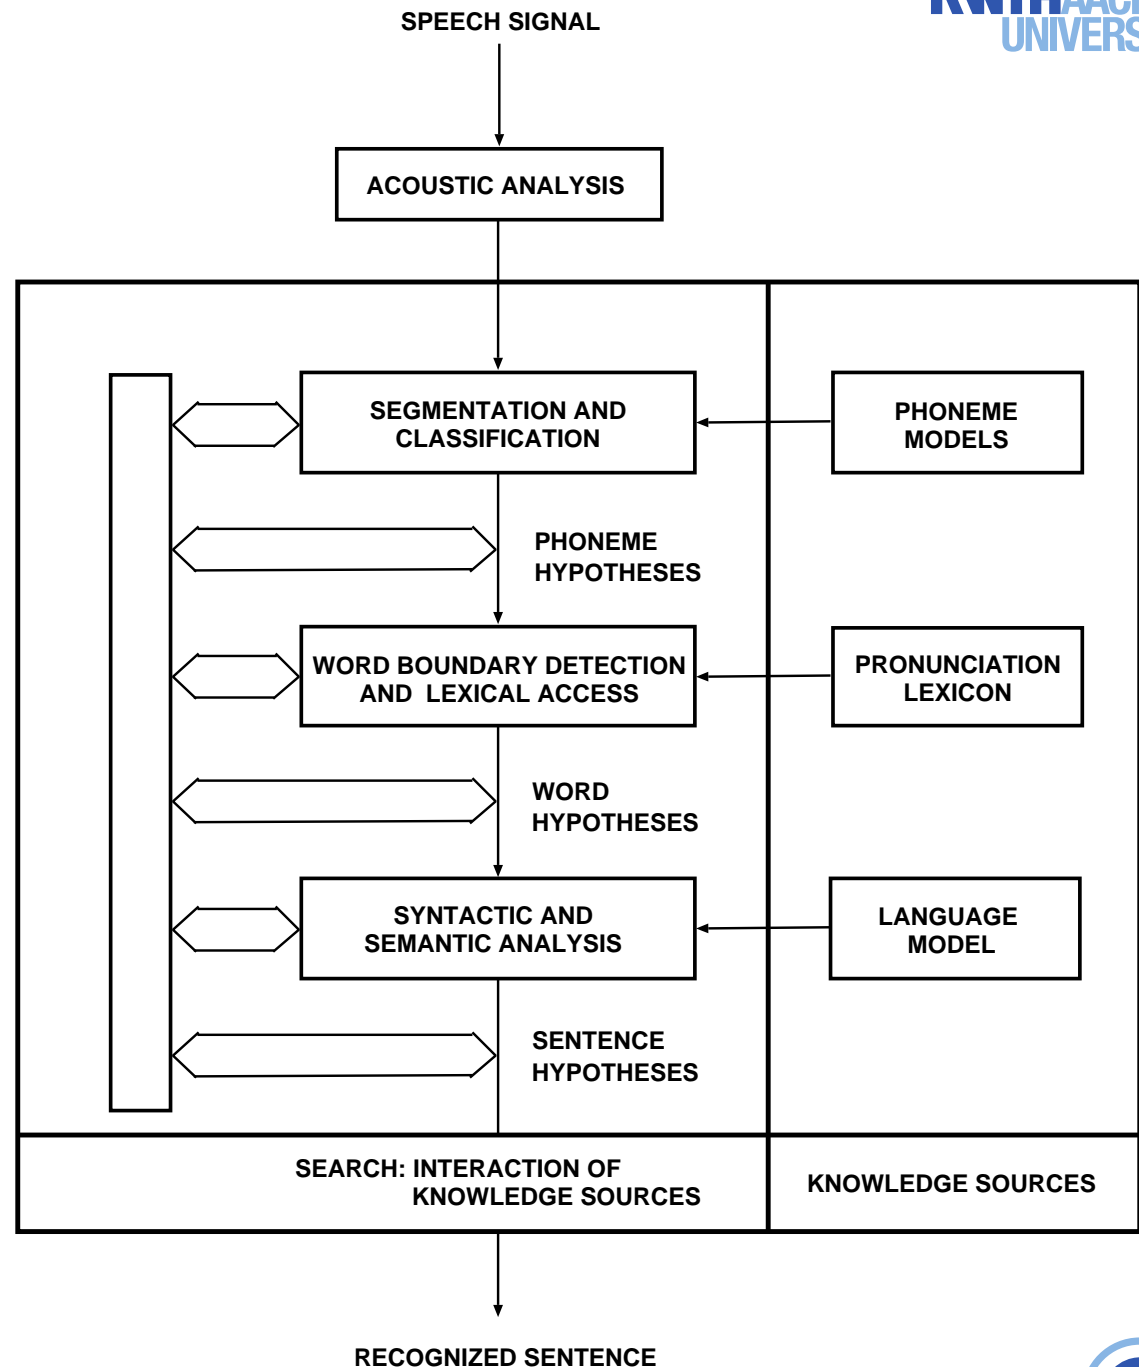 SPEECH SIGNAL
ACOUSTIC ANALYSIS
SEGMENTATION AND
CLASSIFICATION
PHONEME
MODELS
PHONEME
HYPOTHESES
WORD BOUNDARY DETECTION
AND LEXICAL ACCESS
PRONUNCIATION
LEXICON
WORD
HYPOTHESES
SYNTACTIC AND
SEMANTIC ANALYSIS
LANGUAGE
MODEL
SENTENCE
HYPOTHESES
SEARCH: INTERACTION OF
KNOWLEDGE SOURCES
KNOWLEDGE SOURCES
RECOGNIZED SENTENCE